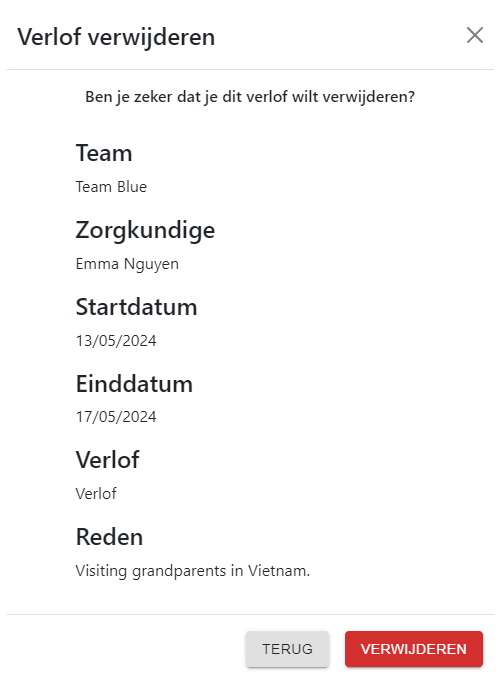 Verlof verwijderen
Ben je zeker dat je dit verlof wilt verwijderen?
Team
Team Blue
Zorgkundige
Emma Nguyen
Startdatum
13/05/2024
Einddatum
17/05/2024
Verlof
Verlof
Reden
Visiting grandparents in Vietnam.
TERUG
VERWIJDEREN